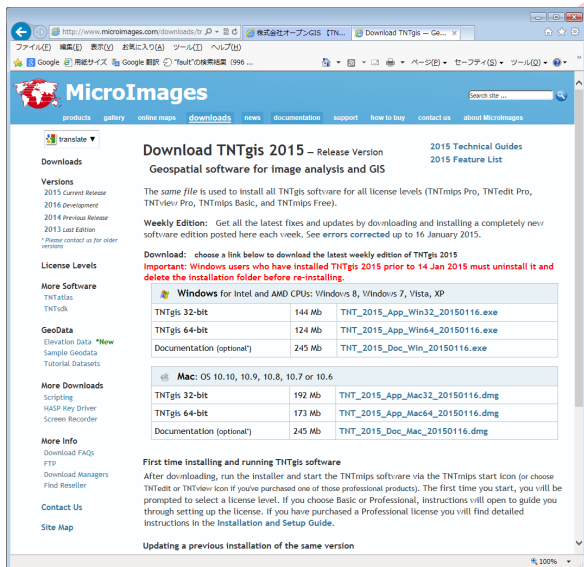 http://www.microimages.com/downloads/tr
株式会社オープンGIS 【TN...
Download TNTgis — Ge...
ファイル(F) 編集(E) 表示(V) お気に入り(A) ツール(T) ヘルプ(H)
Google 用紙サイズ Google 翻訳 "fault"の検索結果 (996 ...
ページ(P) セーフティ(S) ツール(O)
MicroImages
Search site ...
products gallery online maps downloads news documentation support how to buy contact us about MicroImages
translate ▼
Downloads
Versions
2015 Current Release
2016 Development
2014 Previous Release
2013 Last Edition
* Please contact us for older
versions
License Levels
More Software
TNTatlas
TNTsdk
GeoData
Elevation Data *New
Sample Geodata
Tutorial Datasets
More Downloads
Scripting
HASP Key Driver
Screen Recorder
More Info
Download FAQs
FTP
Download Managers
Find Reseller
Contact Us
Site Map
Download TNTgis 2015 – Release Version
Geospatial software for image analysis and GIS
2015 Technical Guides
2015 Feature List
The same file is used to install all TNTgis software for all license levels (TNTmips Pro, TNTedit Pro,
TNTview Pro, TNTmips Basic, and TNTmips Free).
Weekly Edition: Get all the latest fixes and updates by downloading and installing a completely new
software edition posted here each week. See errors corrected up to 16 January 2015.
Download: choose a link below to download the latest weekly edition of TNTgis 2015
Important: Windows users who have installed TNTgis 2015 prior to 14 Jan 2015 must uninstall it and
delete the installation folder before re-installing.
Windows for Intel and AMD CPUs: Windows 8, Windows 7, Vista, XP
TNTgis 32-bit 144 Mb TNT_2015_App_Win32_20150116.exe
TNTgis 64-bit 124 Mb TNT_2015_App_Win64_20150116.exe
Documentation (optional*) 245 Mb TNT_2015_Doc_Win_20150116.exe
Mac: OS 10.10, 10.9, 10.8, 10.7 or 10.6
TNTgis 32-bit 192 Mb TNT_2015_App_Mac32_20150116.dmg
TNTgis 64-bit 173 Mb TNT_2015_App_Mac64_20150116.dmg
Documentation (optional*) 245 Mb TNT_2015_Doc_Mac_20150116.dmg
First time installing and running TNTgis software
After downloading, run the installer and start the TNTmips software via the TNTmips start icon (or choose
TNTedit or TNTview icon if you've purchased one of those professional products). The first time you start, you will be
prompted to select a license level. If you choose Basic or Professional, instructions will open to guide you
through setting up the license. If you have purchased a Professional license you will find detailed
instructions in the Installation and Setup Guide.
Updating a previous installation of the same version
100%